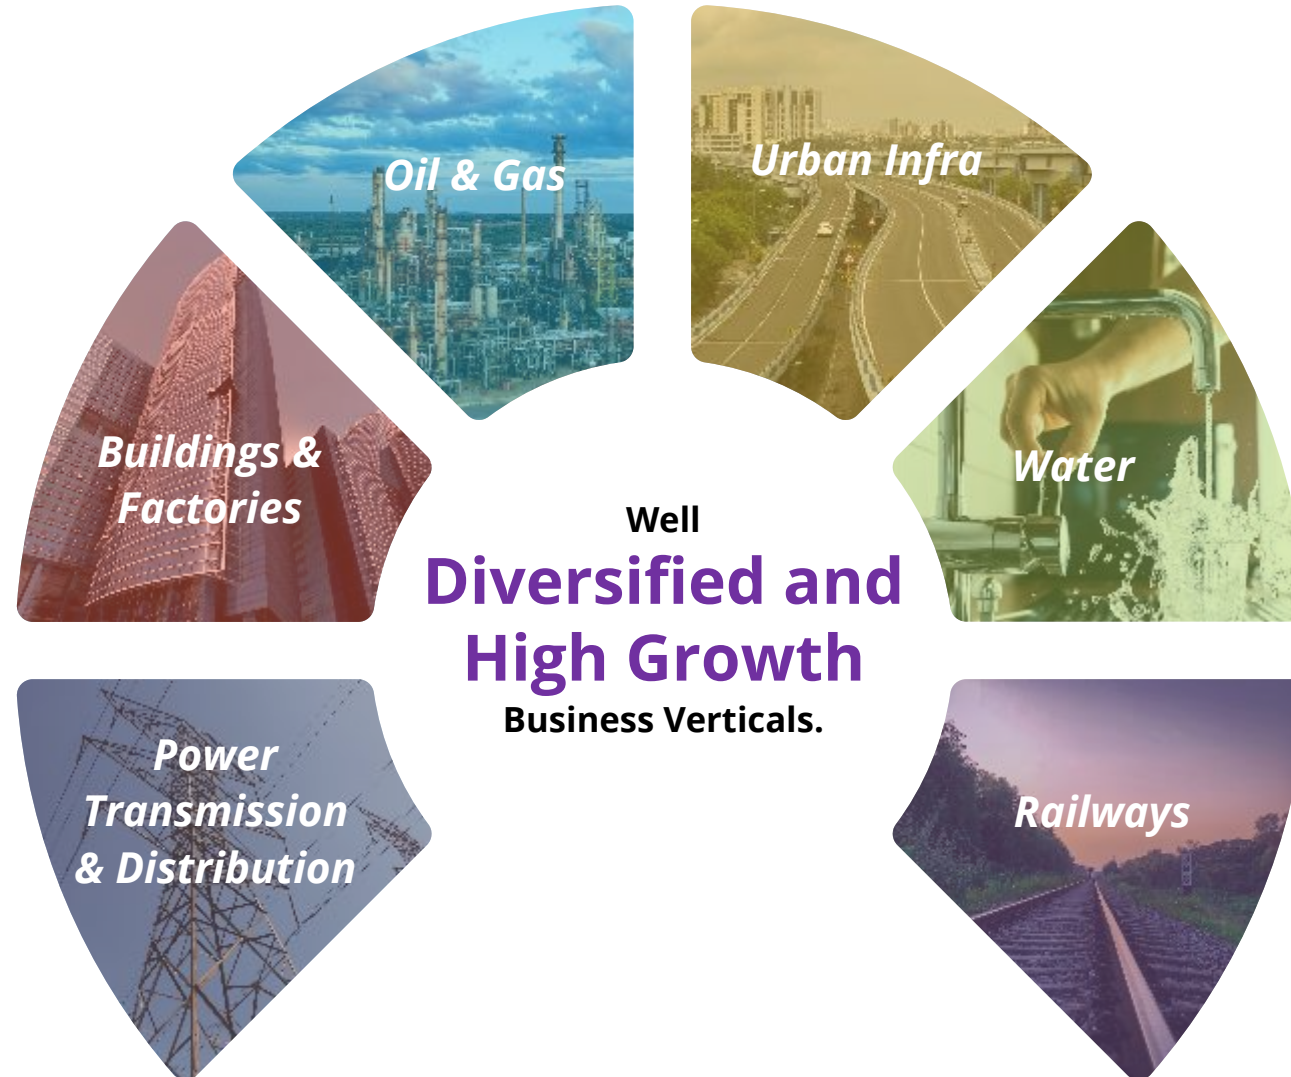 Oil & Gas
Urban Infra
Buildings &
Factories
Water
Well
Diversified and
High Growth
Business Verticals.
Power
Transmission
& Distribution
Railways